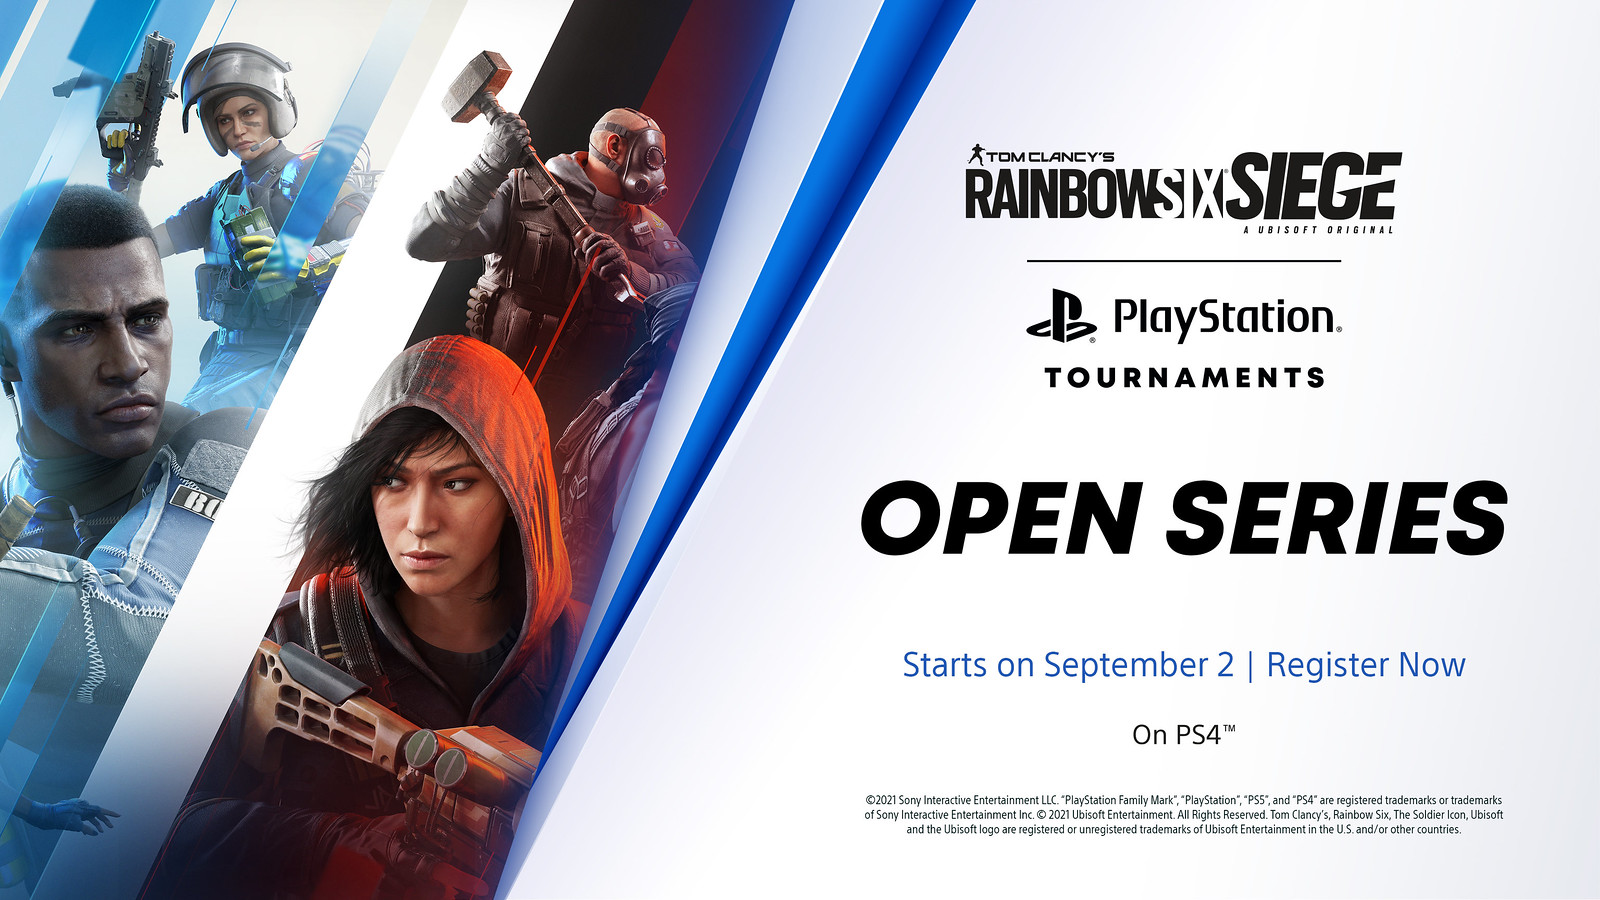 TOM CLANCY'S
RAINBOWSIX SIEGE
A UBISOFT ORIGINAL
PlayStation®
TOURNAMENTS
OPEN SERIES
Starts on September 2 | Register Now
On PS4™
©2021 Sony Interactive Entertainment LLC. “PlayStation Family Mark”, “PlayStation”, “PS5”, and “PS4” are registered trademarks or trademarks
of Sony Interactive Entertainment Inc. © 2021 Ubisoft Entertainment. All Rights Reserved. Tom Clancy’s, Rainbow Six, The Soldier Icon, Ubisoft
and the Ubisoft logo are registered or unregistered trademarks of Ubisoft Entertainment in the U.S. and/or other countries.